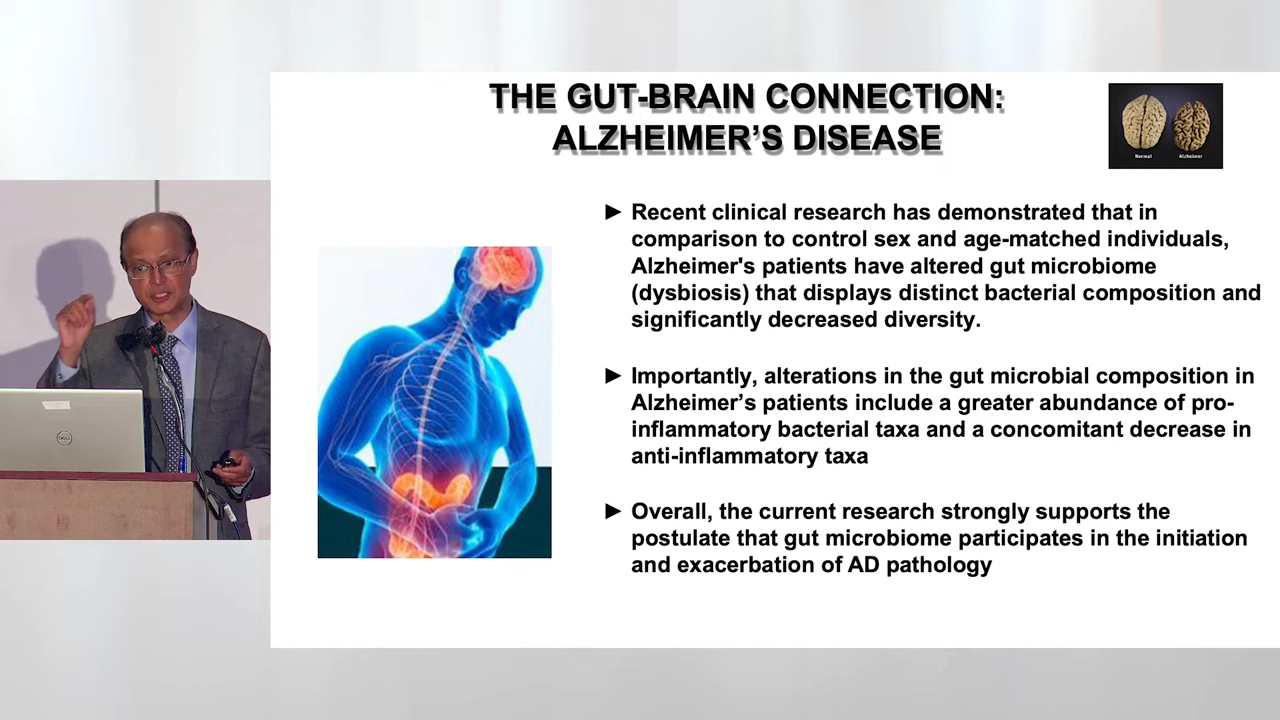 THE GUT-BRAIN CONNECTION:
ALZHEIMER’S DISEASE
Normal
Alzheimer
► Recent clinical research has demonstrated that in
comparison to control sex and age-matched individuals,
Alzheimer's patients have altered gut microbiome
(dysbiosis) that displays distinct bacterial composition and
significantly decreased diversity.
► Importantly, alterations in the gut microbial composition in
Alzheimer’s patients include a greater abundance of pro-
inflammatory bacterial taxa and a concomitant decrease in
anti-inflammatory taxa
► Overall, the current research strongly supports the
postulate that gut microbiome participates in the initiation
and exacerbation of AD pathology
DELL